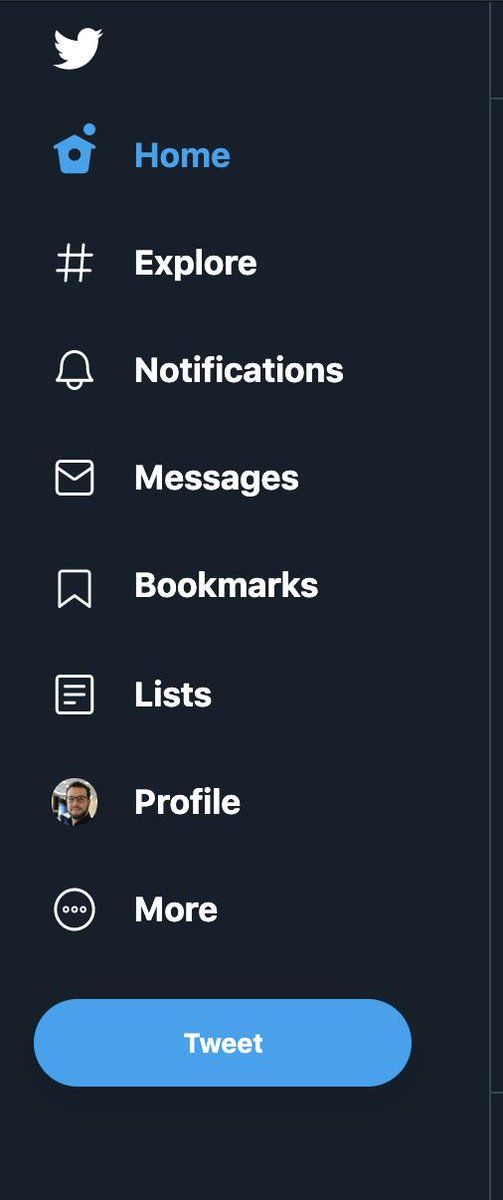 Home
Explore
Notifications
Messages
Bookmarks
Lists
Profile
More
Tweet